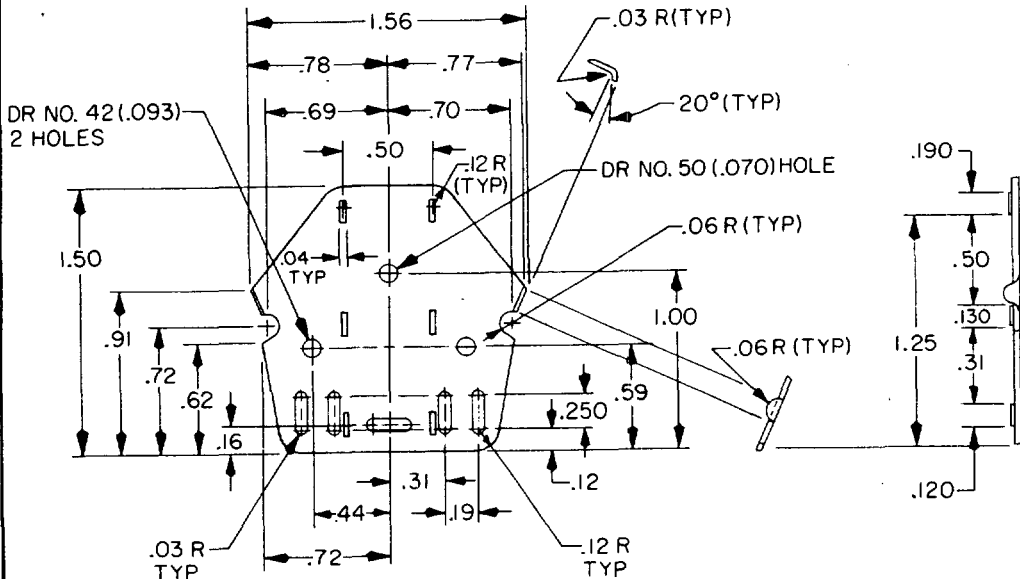 1.56
.03 R(TYP)
.78
.77
20°(TYP)
DR NO. 42(.093)
2 HOLES
.69
.70
.50
.12 R
(TYP)
DR NO. 50 (.070) HOLE
.190
.06 R (TYP)
1.50
.04
TYP
.50
.91
1.00
.130
.72
1.25
.06 R (TYP)
.31
.62
.59
.250
.16
.12
.31
.120
.44
.19
.03 R
TYP
.72
.12 R
TYP